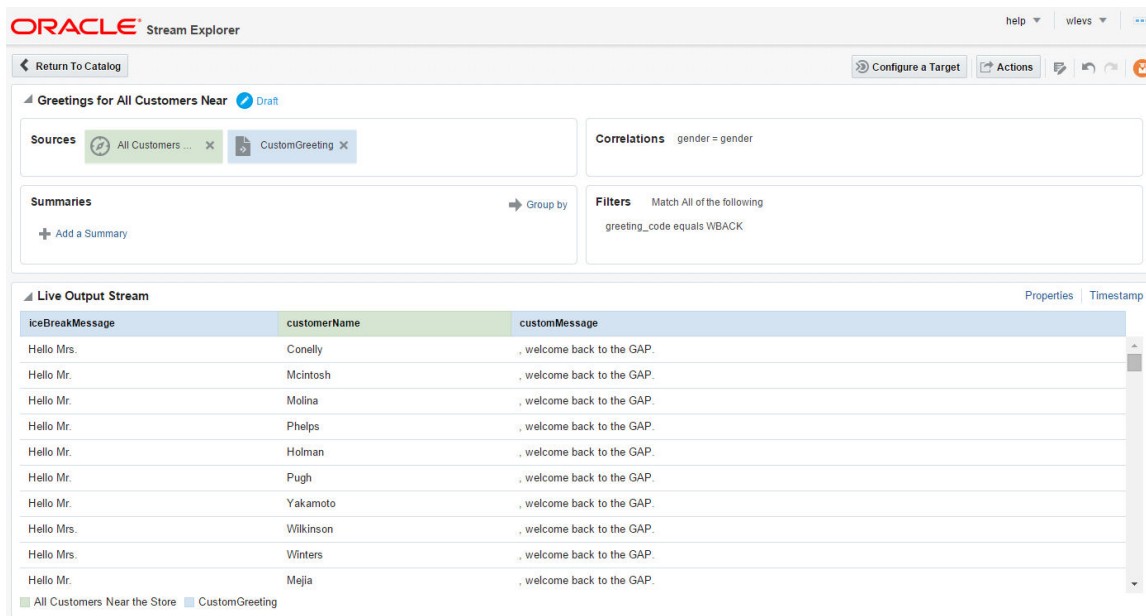 ORACLE Stream Explorer
help wlevs
Return To Catalog
Configure a Target Actions
Greetings for All Customers Near Draft
Sources All Customers ... CustomGreeting
Correlations gender = gender
Summaries Group by
Add a Summary
Filters Match All of the following
greeting_code equals WBACK
Live Output Stream Properties Timestamp
iceBreakMessage customerName customMessage
Hello Mrs. Conelly , welcome back to the GAP.
Hello Mr. Mcintosh , welcome back to the GAP.
Hello Mr. Molina , welcome back to the GAP.
Hello Mr. Phelps , welcome back to the GAP.
Hello Mr. Holman , welcome back to the GAP.
Hello Mr. Pugh , welcome back to the GAP.
Hello Mr. Yakamoto , welcome back to the GAP.
Hello Mrs. Wilkinson , welcome back to the GAP.
Hello Mrs. Winters , welcome back to the GAP.
Hello Mr. Mejia , welcome back to the GAP.
All Customers Near the Store CustomGreeting